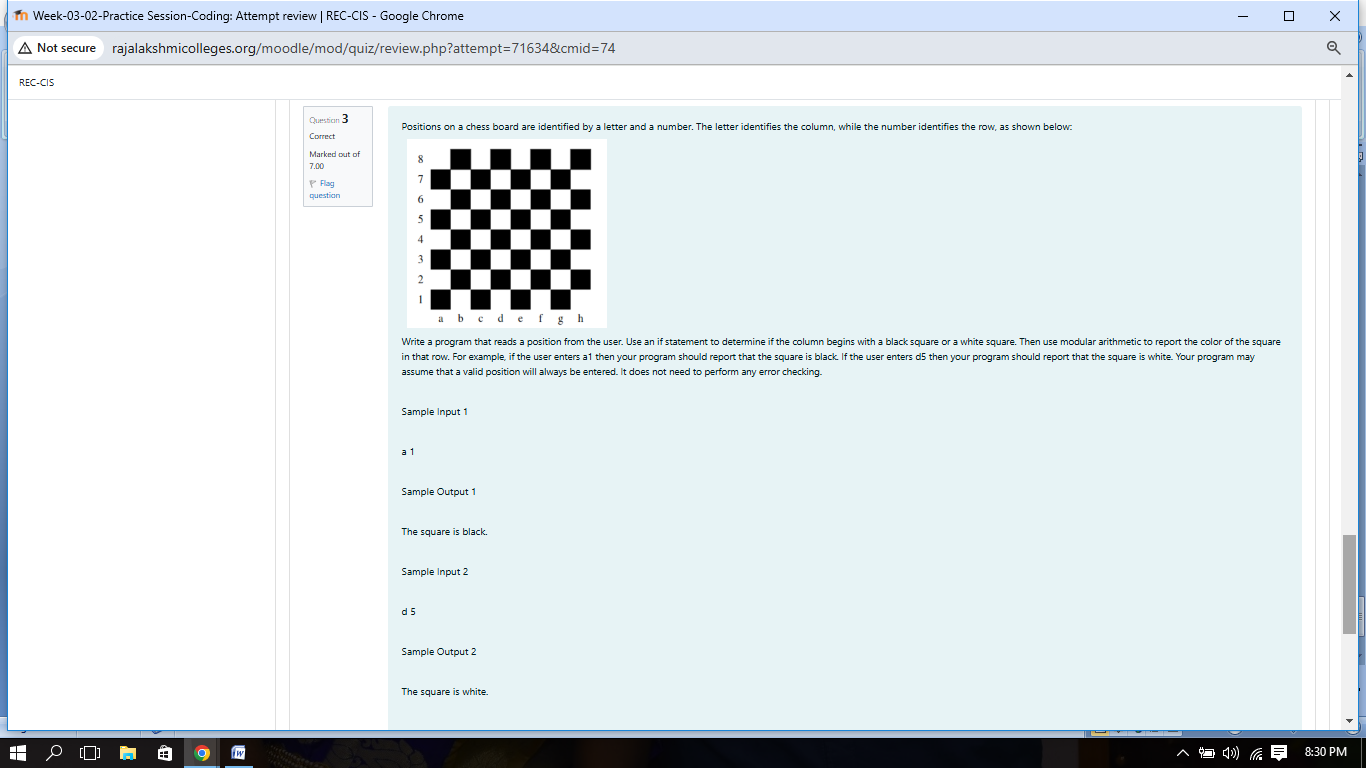 Week-03-02-Practice Session-Coding: Attempt review | REC-CIS - Google Chrome
Not secure rajalakshmicolleges.org/moodle/mod/quiz/review.php?attempt=71634&cmid=74
REC-CIS
Question 3
Correct
Marked out of
7.00
Flag
question
Positions on a chess board are identified by a letter and a number. The letter identifies the column, while the number identifies the row, as shown below:
8
7
6
5
4
3
2
1
a b c d e f g h
Write a program that reads a position from the user. Use an if statement to determine if the column begins with a black square or a white square. Then use modular arithmetic to report the color of the square
in that row. For example, if the user enters a1 then your program should report that the square is black. If the user enters d5 then your program should report that the square is white. Your program may
assume that a valid position will always be entered. It does not need to perform any error checking.
Sample Input 1
a 1
Sample Output 1
The square is black.
Sample Input 2
d 5
Sample Output 2
The square is white.
8:30 PM